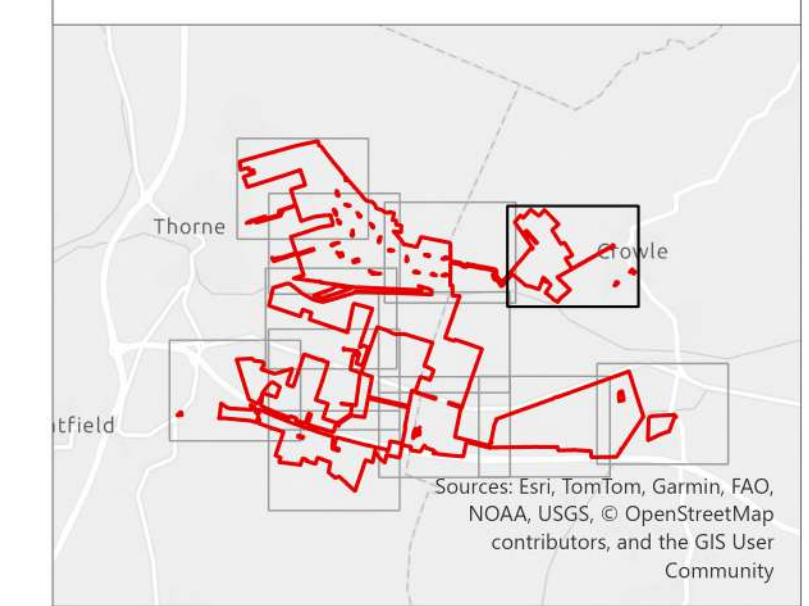 Thorne
Crowle
tfield
Sources: Esri, TomTom, Garmin, FAO,
NOAA, USGS, © OpenStreetMap
contributors, and the GIS User
Community